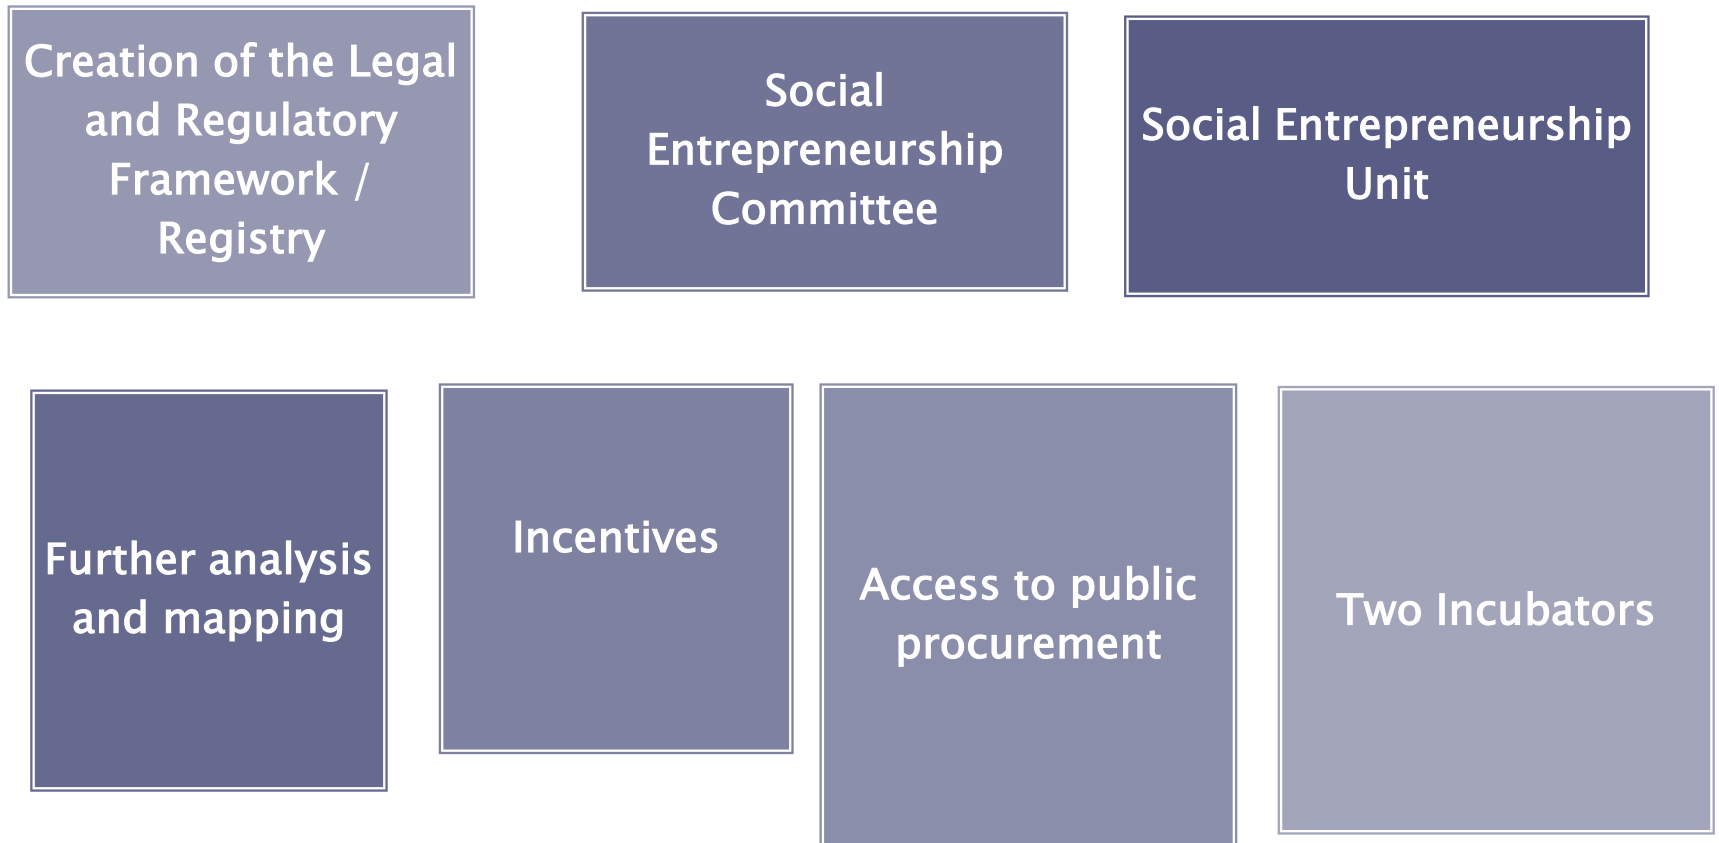 Creation of the Legal
and Regulatory
Framework /
Registry
Social
Entrepreneurship
Committee
Social Entrepreneurship
Unit
Further analysis
and mapping
Incentives
Access to public
procurement
Two Incubators